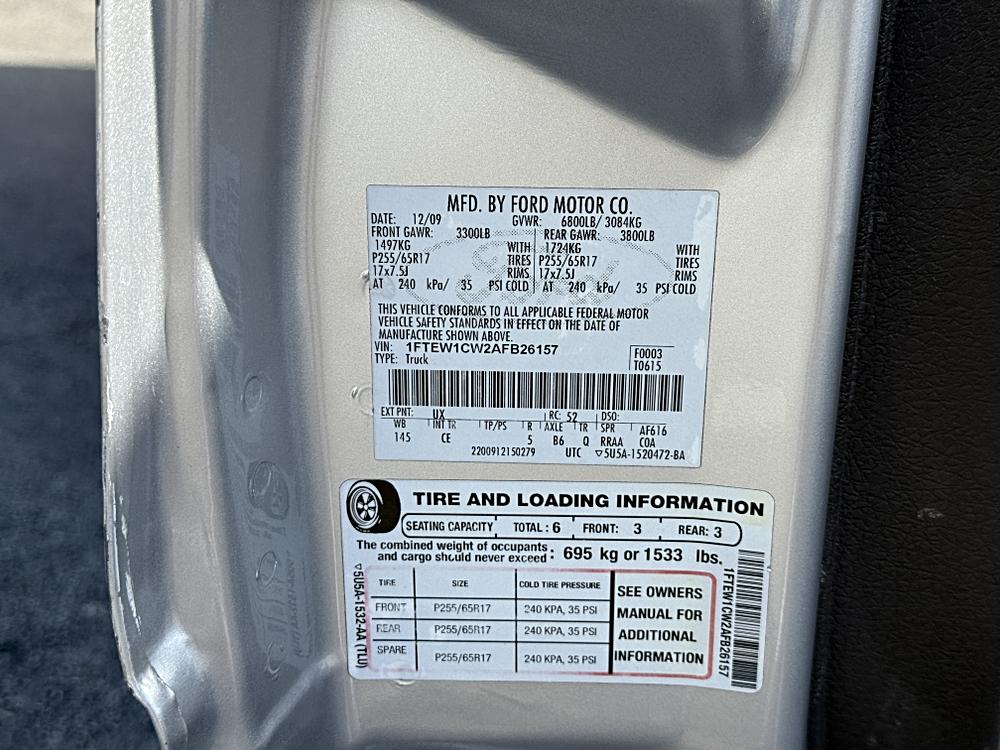 MFD. BY FORD MOTOR CO.
DATE: 12/09 GVWR: 6800LB/ 3084KG
FRONT GAWR: 3300LB REAR GAWR: 3800LB
1497KG WITH 1724KG WITH
P255/65R17 TIRES P255/65R17 TIRES
17x7.5J RIMS 17x7.5J RIMS
AT 240 kPa/ 35 PSI COLD AT 240 kPa/ 35 PSI COLD
THIS VEHICLE CONFORMS TO ALL APPLICABLE FEDERAL MOTOR
VEHICLE SAFETY STANDARDS IN EFFECT ON THE DATE OF
MANUFACTURE SHOWN ABOVE.
VIN: 1FTEW1CW2AFB26157 F0003
TYPE: Truck T0615
EXT PNT: UX RC: 52 DSO:
WB INT TR TP/PS R AXLE TR SPR AF616
145 CE 5 B6 Q RRAA COA
2200912150279 UTC ▽5U5A-1520472-BA
TIRE AND LOADING INFORMATION
SEATING CAPACITY TOTAL: 6 FRONT: 3 REAR: 3
The combined weight of occupants
and cargo should never exceed : 695 kg or 1533 lbs.
TIRE SIZE COLD TIRE PRESSURE SEE OWNERS
FRONT P255/65R17 240 KPA, 35 PSI MANUAL FOR
REAR P255/65R17 240 KPA, 35 PSI ADDITIONAL
SPARE P255/65R17 240 KPA, 35 PSI INFORMATION
▽5U5A-1532-AA (TLU)
1FTEW1CW2AFB26157